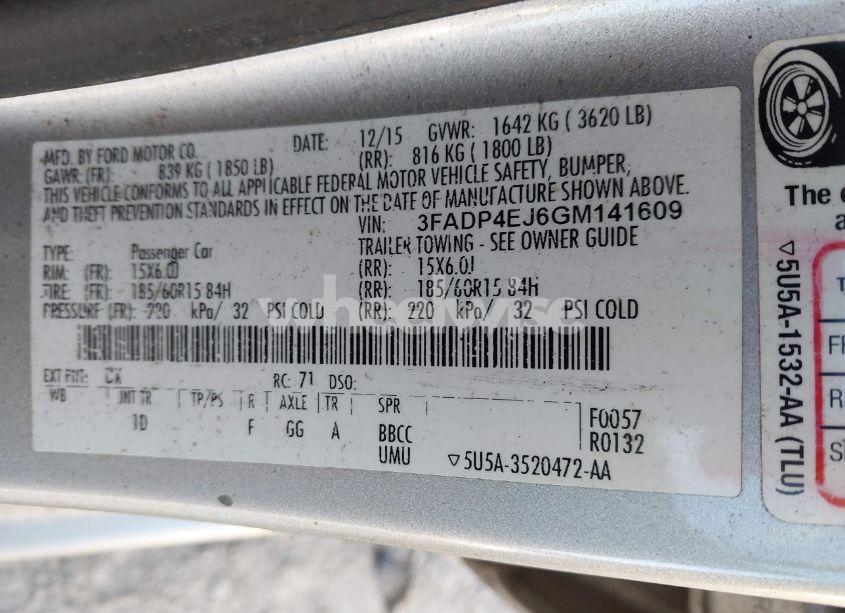 MFD. BY FORD MOTOR CO. DATE: 12/15 GVWR: 1642 KG ( 3620 LB)
GAWR: (FR): 839 KG ( 1850 LB) (RR): 816 KG ( 1800 LB)
THIS VEHICLE CONFORMS TO ALL APPLICABLE FEDERAL MOTOR VEHICLE SAFETY, BUMPER,
AND THEFT PREVENTION STANDARDS IN EFFECT ON THE DATE OF MANUFACTURE SHOWN ABOVE.
VIN: 3FADP4EJ6GM141609
TYPE: Passenger Car TRAILER TOWING - SEE OWNER GUIDE
RIM: (FR): 15X6.0J (RR): 15X6.0J
TIRE: (FR): 185/60R15 84H (RR): 185/60R15 84H
PRESSURE (FR): 220 kPa/ 32 PSI COLD (RR): 220 kPa/ 32 PSI COLD
EXT PNT: RC: 71 DSO:
WB INT TR TP/PS R AXLE TR SPR
1D F GG A BBCC
UMU
F0057
R0132
▽5U5A-3520472-AA
wheelwise
The
▽5U5A-1532-AA (TLU)